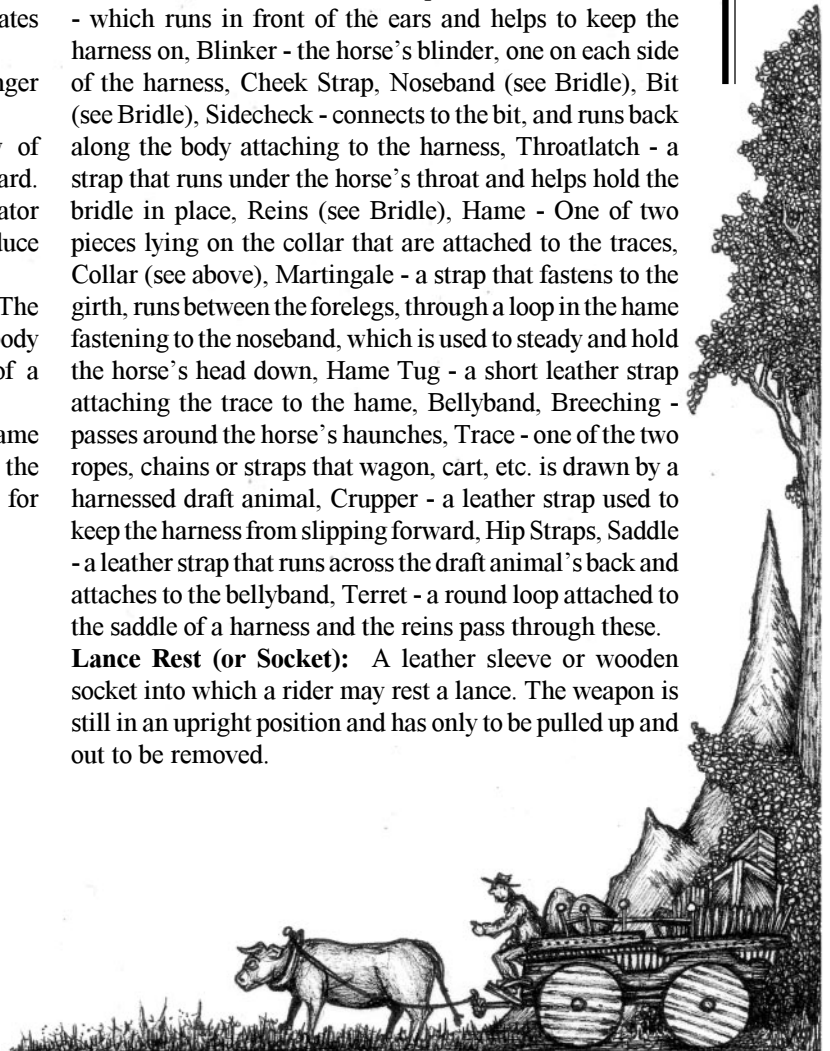 ates
nger
of
ard.
ator
luce
The
ody
of a
ame
the
for
- which runs in front of the ears and helps to keep the
harness on, Blinker - the horse's blinder, one on each side
of the harness, Cheek Strap, Noseband (see Bridle), Bit
(see Bridle), Sidecheck - connects to the bit, and runs back
along the body attaching to the harness, Throatlatch - a
strap that runs under the horse's throat and helps hold the
bridle in place, Reins (see Bridle), Hame - One of two
pieces lying on the collar that are attached to the traces,
Collar (see above), Martingale - a strap that fastens to the
girth, runs between the forelegs, through a loop in the hame
fastening to the noseband, which is used to steady and hold
the horse's head down, Hame Tug - a short leather strap
attaching the trace to the hame, Bellyband, Breeching -
passes around the horse's haunches, Trace - one of the two
ropes, chains or straps that wagon, cart, etc. is drawn by a
harnessed draft animal, Crupper - a leather strap used to
keep the harness from slipping forward, Hip Straps, Saddle
- a leather strap that runs across the draft animal's back and
attaches to the bellyband, Terret - a round loop attached to
the saddle of a harness and the reins pass through these.
Lance Rest (or Socket): A leather sleeve or wooden
socket into which a rider may rest a lance. The weapon is
still in an upright position and has only to be pulled up and
out to be removed.